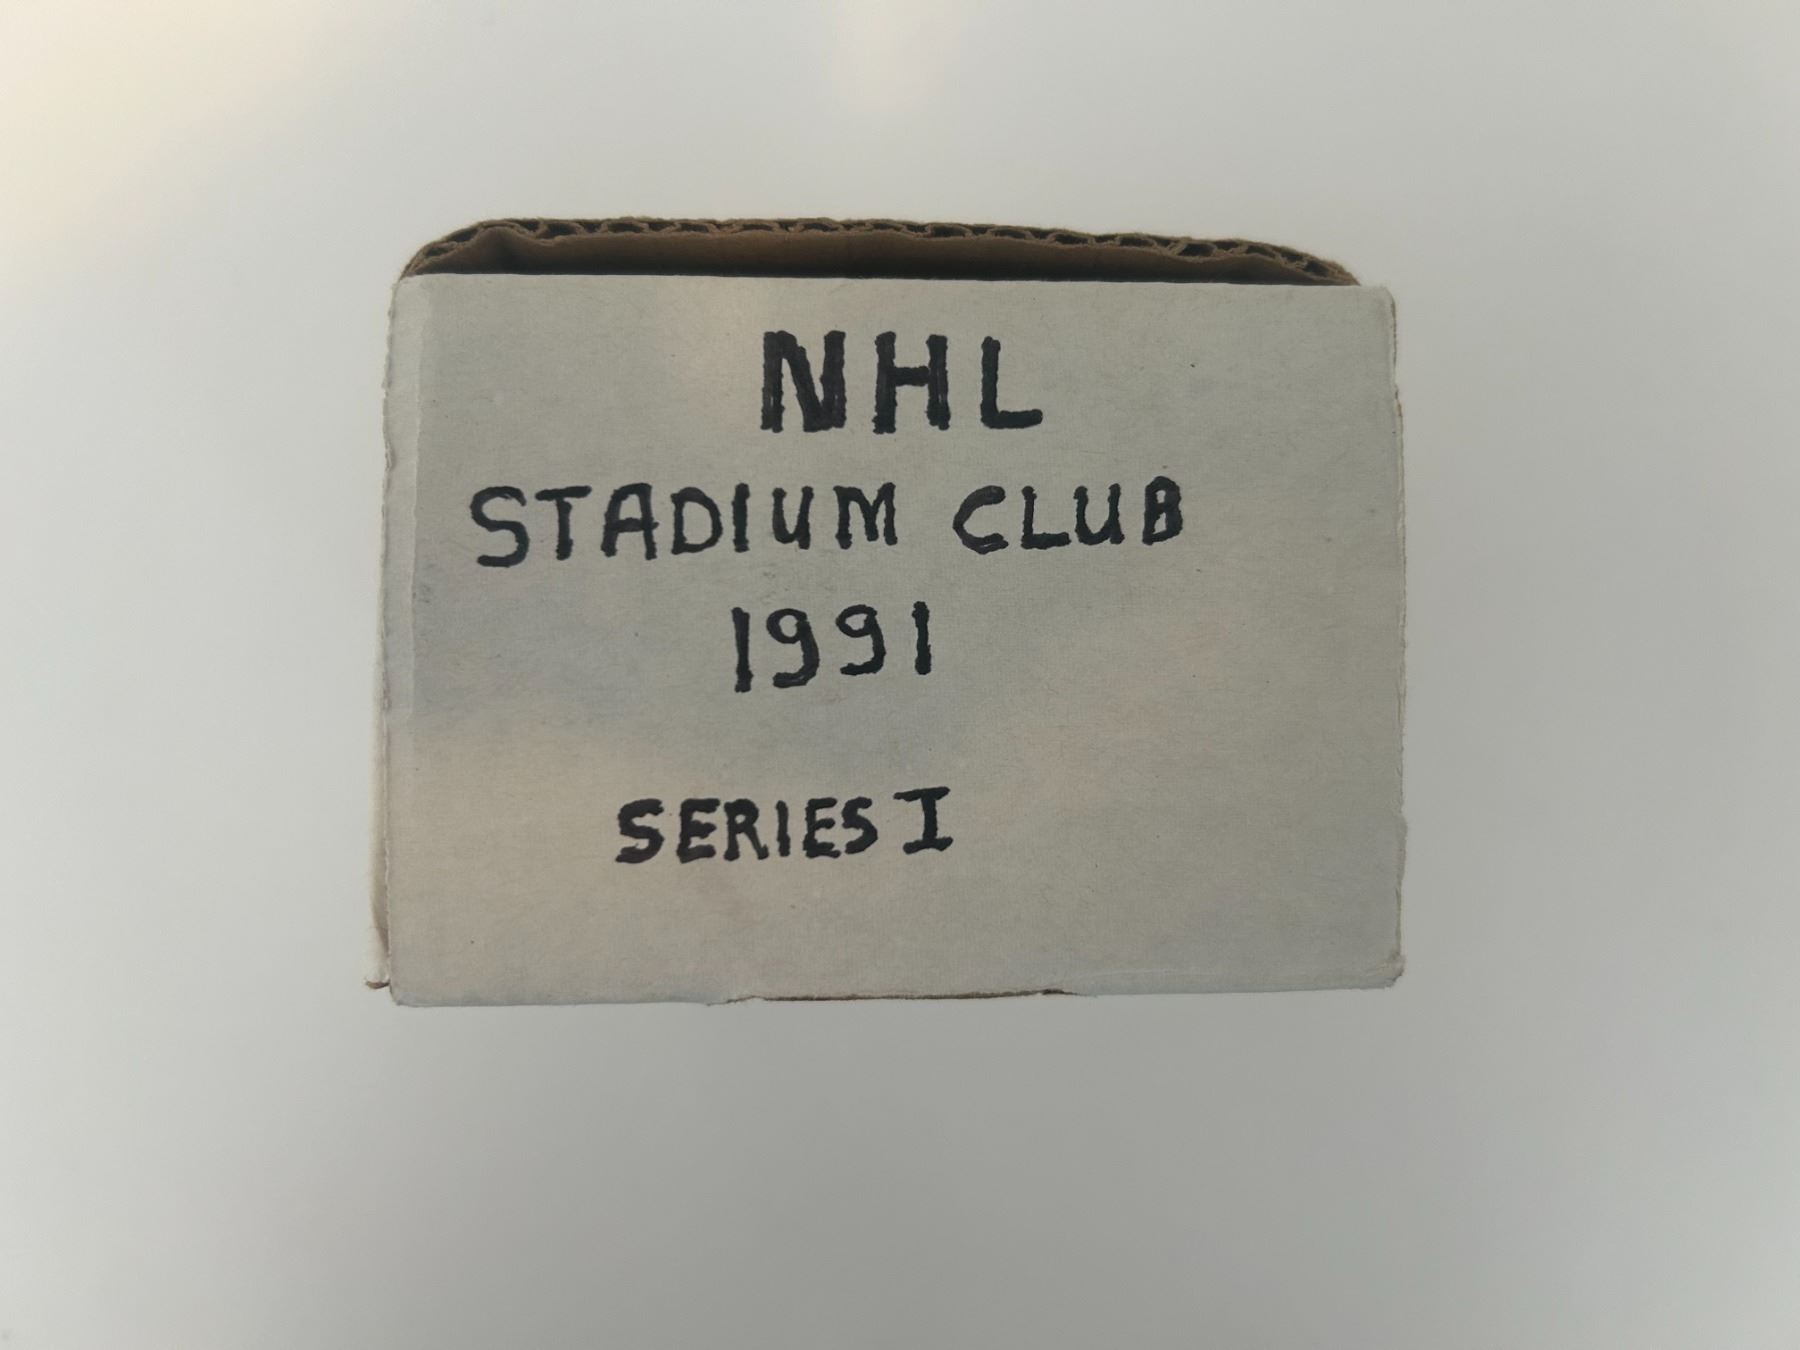 NHL
STADIUM CLUB
1991
SERIES I